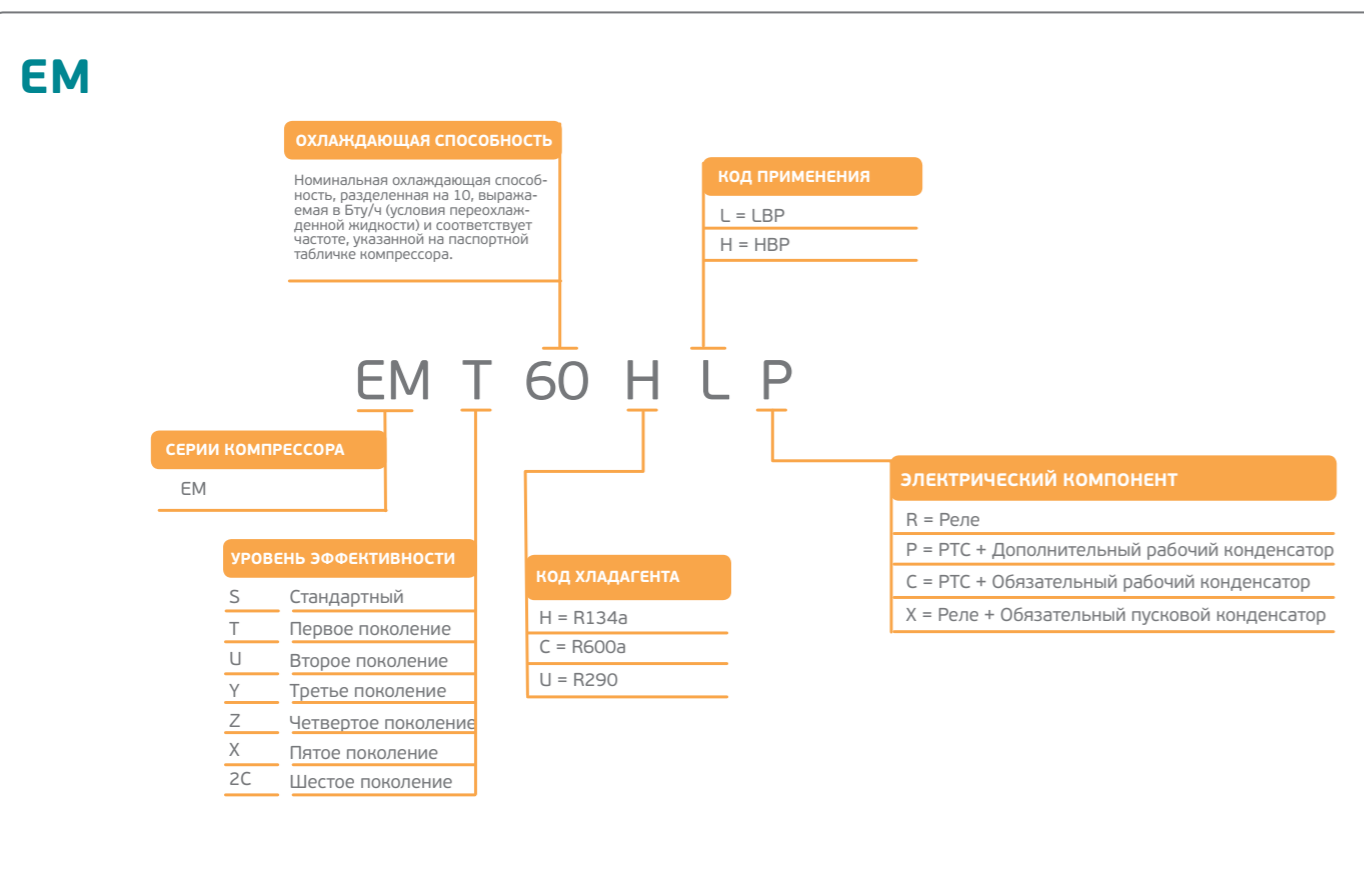 EM
ОХЛАЖДАЮЩАЯ СПОСОБНОСТЬ
Номинальная охлаждающая способ-
ность, разделенная на 10, выража-
емая в Бту/ч (условия переохлаж-
денной жидкости) и соответствует
частоте, указанной на паспортной
табличке компрессора.
КОД ПРИМЕНЕНИЯ
L = LBP
H = HBP
EM T 60 H L P
СЕРИИ КОМПРЕССОРА
EM
УРОВЕНЬ ЭФФЕКТИВНОСТИ
S Стандартный
T Первое поколение
U Второе поколение
Y Третье поколение
Z Четвертое поколение
X Пятое поколение
2C Шестое поколение
КОД ХЛАДАГЕНТА
H = R134a
C = R600a
U = R290
ЭЛЕКТРИЧЕСКИЙ КОМПОНЕНТ
R = Реле
P = PTC + Дополнительный рабочий конденсатор
C = PTC + Обязательный рабочий конденсатор
X = Реле + Обязательный пусковой конденсатор